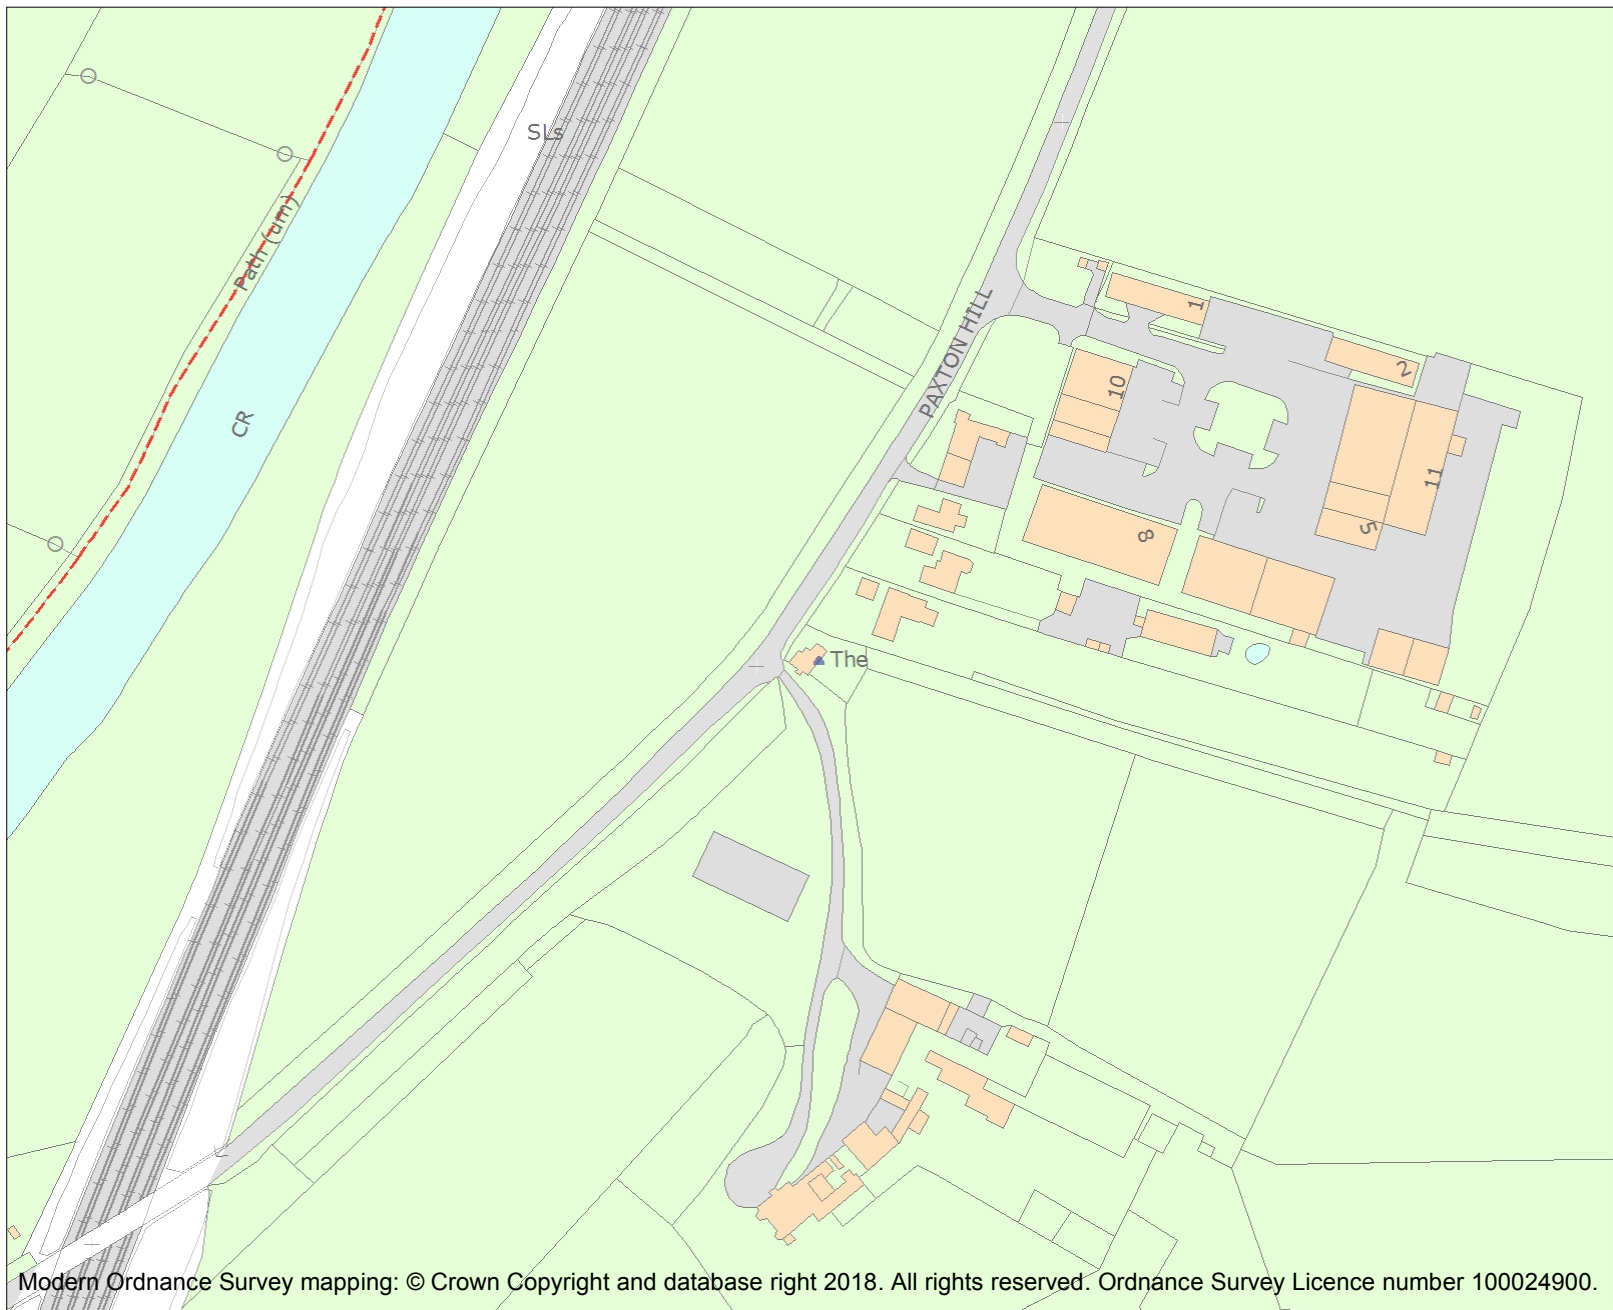 SLs
Path (um)
CR
PAXTON HILL
1
2
10
11
5
8
The
Modern Ordnance Survey mapping: © Crown Copyright and database right 2018. All rights reserved. Ordnance Survey Licence number 100024900.